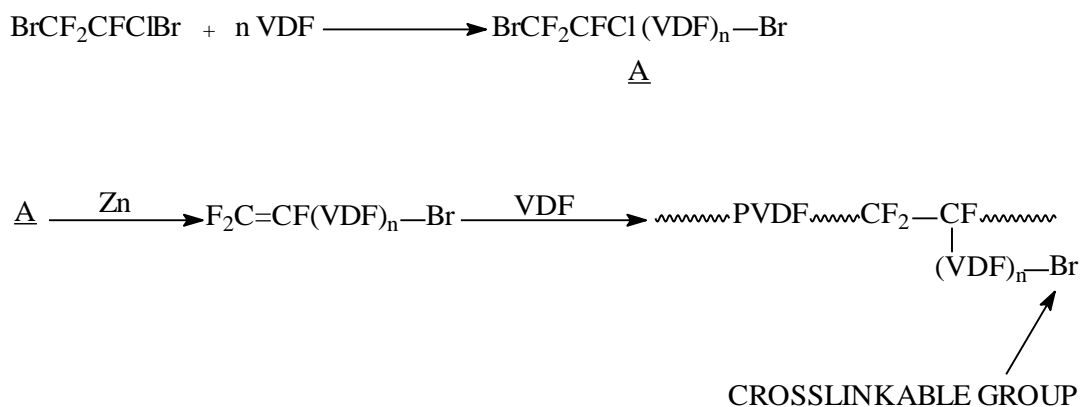 BrCF₂CFClBr + n VDF BrCF₂CFCl (VDF)ₙ—Br
A
A Zn F₂C=CF(VDF)ₙ—Br VDF PVDF CF₂—CF
(VDF)ₙ—Br
CROSSLINKABLE GROUP